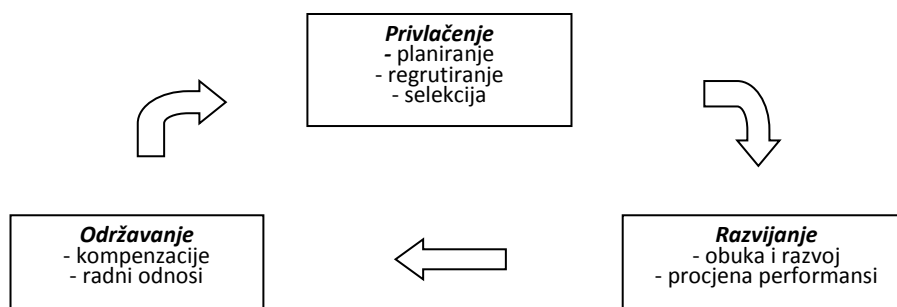 Privlačenje
- planiranje
- regrutiranje
- selekcija
Održavanje
- kompenzacije
- radni odnosi
Razvijanje
- obuka i razvoj
- procjena performansi